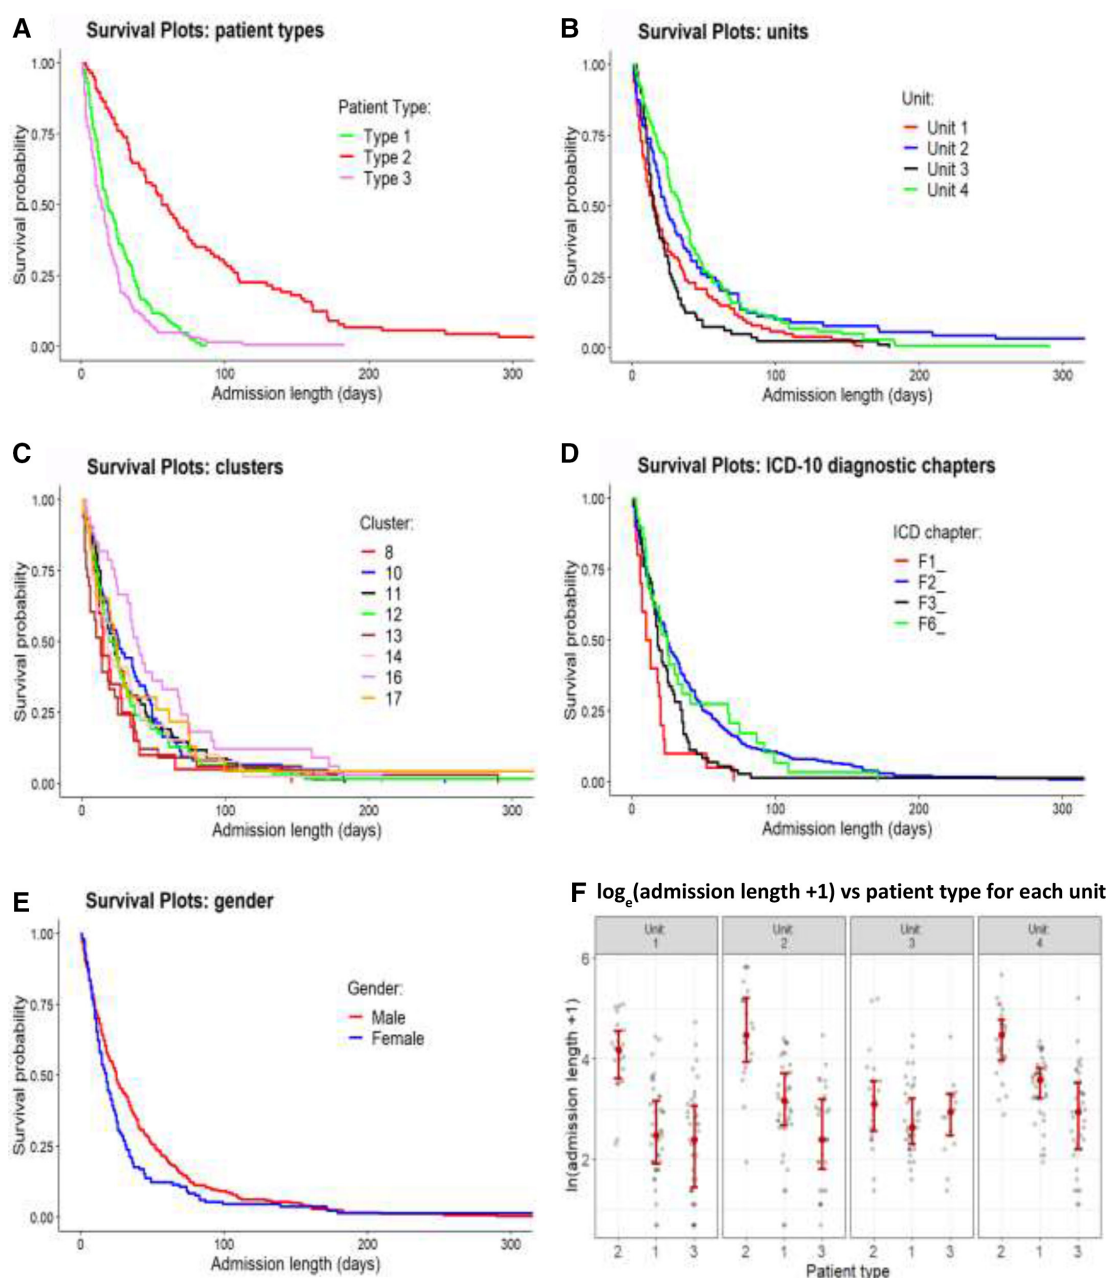 A Survival Plots: patient types
Survival probability
1.00
0.75
0.50
0.25
0.00
Patient Type:
Type 1
Type 2
Type 3
0 100 200 300
Admission length (days)
B Survival Plots: units
Survival probability
1.00
0.75
0.50
0.25
0.00
Unit:
Unit 1
Unit 2
Unit 3
Unit 4
0 100 200 300
Admission length (days)
C Survival Plots: clusters
Survival probability
1.00
0.75
0.50
0.25
0.00
Cluster:
8
10
11
12
13
14
16
17
0 100 200 300
Admission length (days)
D Survival Plots: ICD-10 diagnostic chapters
Survival probability
1.00
0.75
0.50
0.25
0.00
ICD chapter:
F1_
F2_
F3_
F6_
0 100 200 300
Admission length (days)
E Survival Plots: gender
Survival probability
1.00
0.75
0.50
0.25
0.00
Gender:
Male
Female
0 100 200 300
Admission length (days)
F loge(admission length +1) vs patient type for each unit
Unit: Unit: Unit: Unit:
1 2 3 4
ln(admission length +1)
6
4
2
2 1 3 2 1 3 2 1 3 2 1 3
Patient type